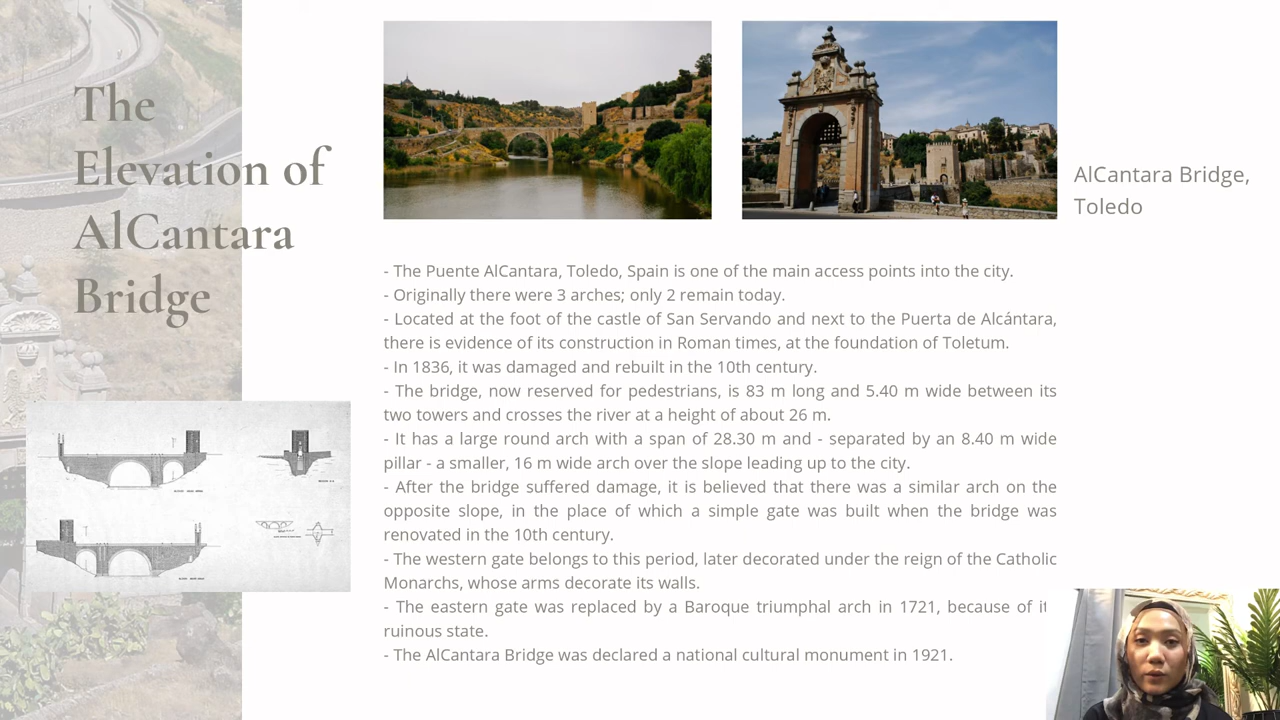 The
Elevation of
AlCantara
Bridge
AlCantara Bridge,
Toledo
- The Puente AlCantara, Toledo, Spain is one of the main access points into the city.
- Originally there were 3 arches; only 2 remain today.
- Located at the foot of the castle of San Servando and next to the Puerta de Alcántara,
there is evidence of its construction in Roman times, at the foundation of Toletum.
- In 1836, it was damaged and rebuilt in the 10th century.
- The bridge, now reserved for pedestrians, is 83 m long and 5.40 m wide between its
two towers and crosses the river at a height of about 26 m.
- It has a large round arch with a span of 28.30 m and - separated by an 8.40 m wide
pillar - a smaller, 16 m wide arch over the slope leading up to the city.
- After the bridge suffered damage, it is believed that there was a similar arch on the
opposite slope, in the place of which a simple gate was built when the bridge was
renovated in the 10th century.
- The western gate belongs to this period, later decorated under the reign of the Catholic
Monarchs, whose arms decorate its walls.
- The eastern gate was replaced by a Baroque triumphal arch in 1721, because of it
ruinous state.
- The AlCantara Bridge was declared a national cultural monument in 1921.